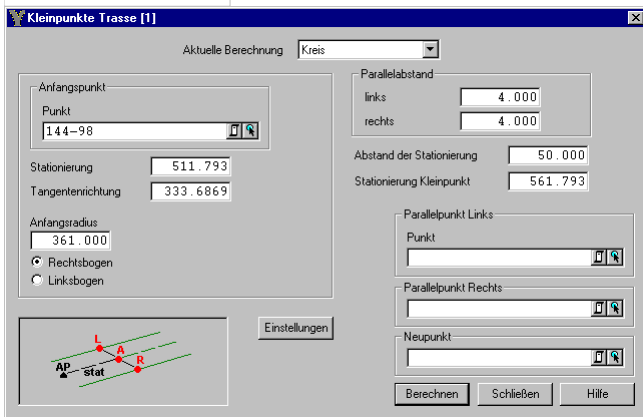 Kleinpunkte Trasse [1]
Aktuelle Berechnung Kreis
Anfangspunkt
Punkt
144-98
Stationierung 511.793
Tangentenrichtung 333.6869
Anfangsradius
361.000
Rechtsbogen
Linksbogen
Parallelabstand
links 4.000
rechts 4.000
Abstand der Stationierung 50.000
Stationierung Kleinpunkt 561.793
Parallelpunkt Links
Punkt
Parallelpunkt Rechts
Neupunkt
Einstellungen
L
A
R
AP
stat
Berechnen Schließen Hilfe